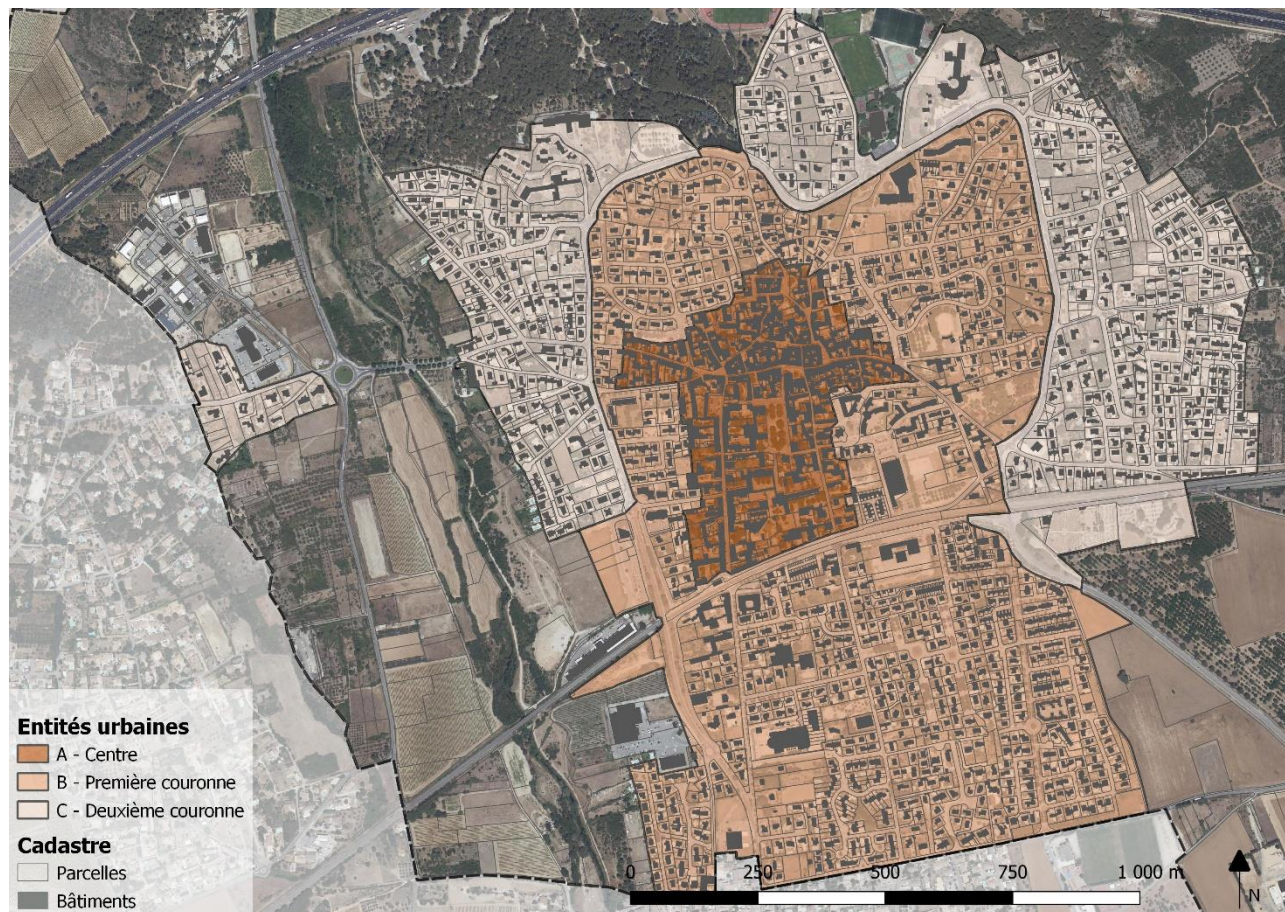 Entités urbaines
A - Centre
B - Première couronne
C - Deuxième couronne
Cadastre
Parcelles
Bâtiments
0 250 500 750 1 000 m
N